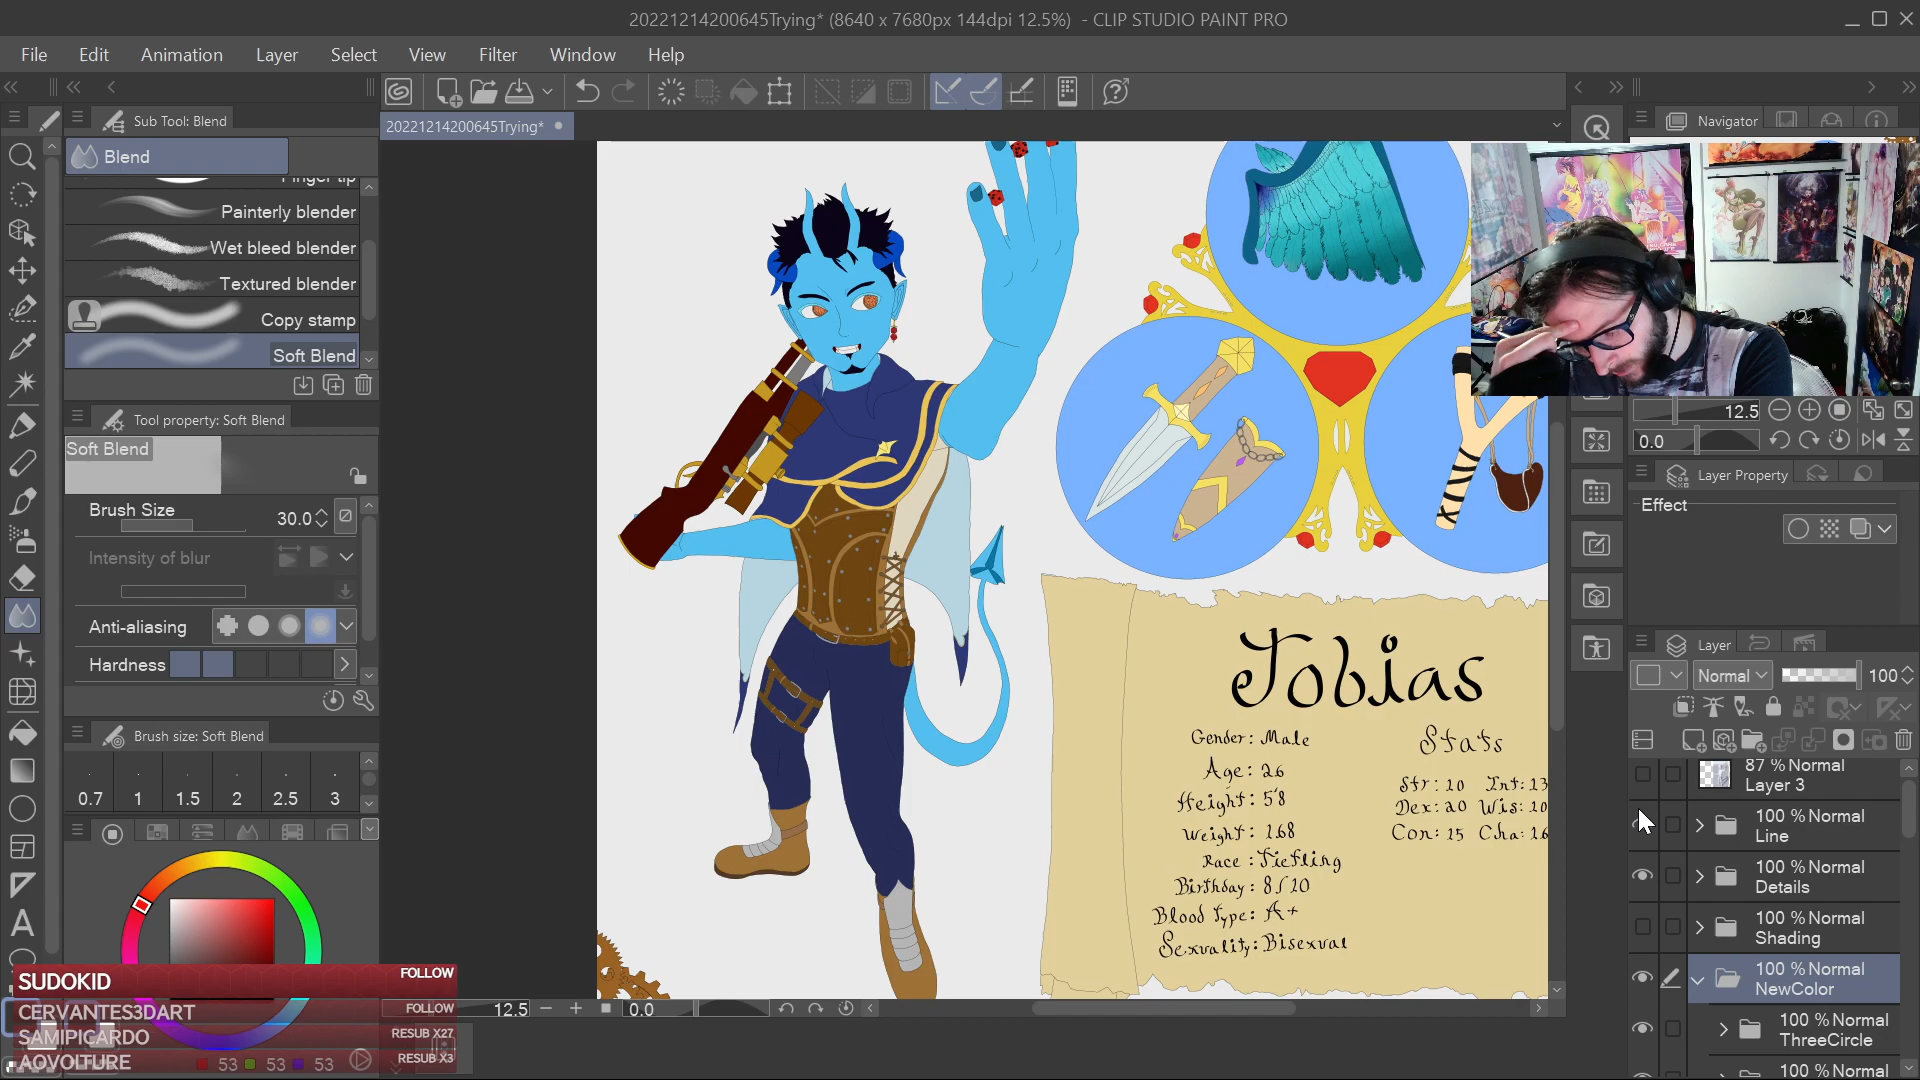 20221214200645Trying* (8640 x 7680px 144dpi 12.5%) - CLIP STUDIO PAINT PRO
File Edit Animation Layer Select View Filter Window Help
Sub Tool: Blend
20221214200645Trying*
Navigator
Blend
Finger tip
Painterly blender
Wet bleed blender
Textured blender
Copy stamp
Soft Blend
Tool property: Soft Blend
Soft Blend
Brush Size 30.0
Intensity of blur
Anti-aliasing
Hardness
Brush size: Soft Blend
0.7 1 1.5 2 2.5 3
12.5
0.0
Layer Property
Effect
Layer
Normal 100
87 % Normal
Layer 3
100 % Normal
Line
100 % Normal
Details
100 % Normal
Shading
100 % Normal
NewColor
100 % Normal
ThreeCircle
100 % Normal
Tobias
Gender: Male
Age: 26
Height: 5'8
Weight: 168
Race: Tiefling
Birthday: 8/20
Blood Type: A+
Sexuality: Bisexual
Stats
Str: 10 Int: 13
Dex: 20 Wis: 10
Con: 15 Cha: 16
SUDOKID FOLLOW
CERVANTES3DART FOLLOW
SAMIPICARDO RESUB X27
AOVOLTURE RESUB X3
53 53 53
12.5 0.0